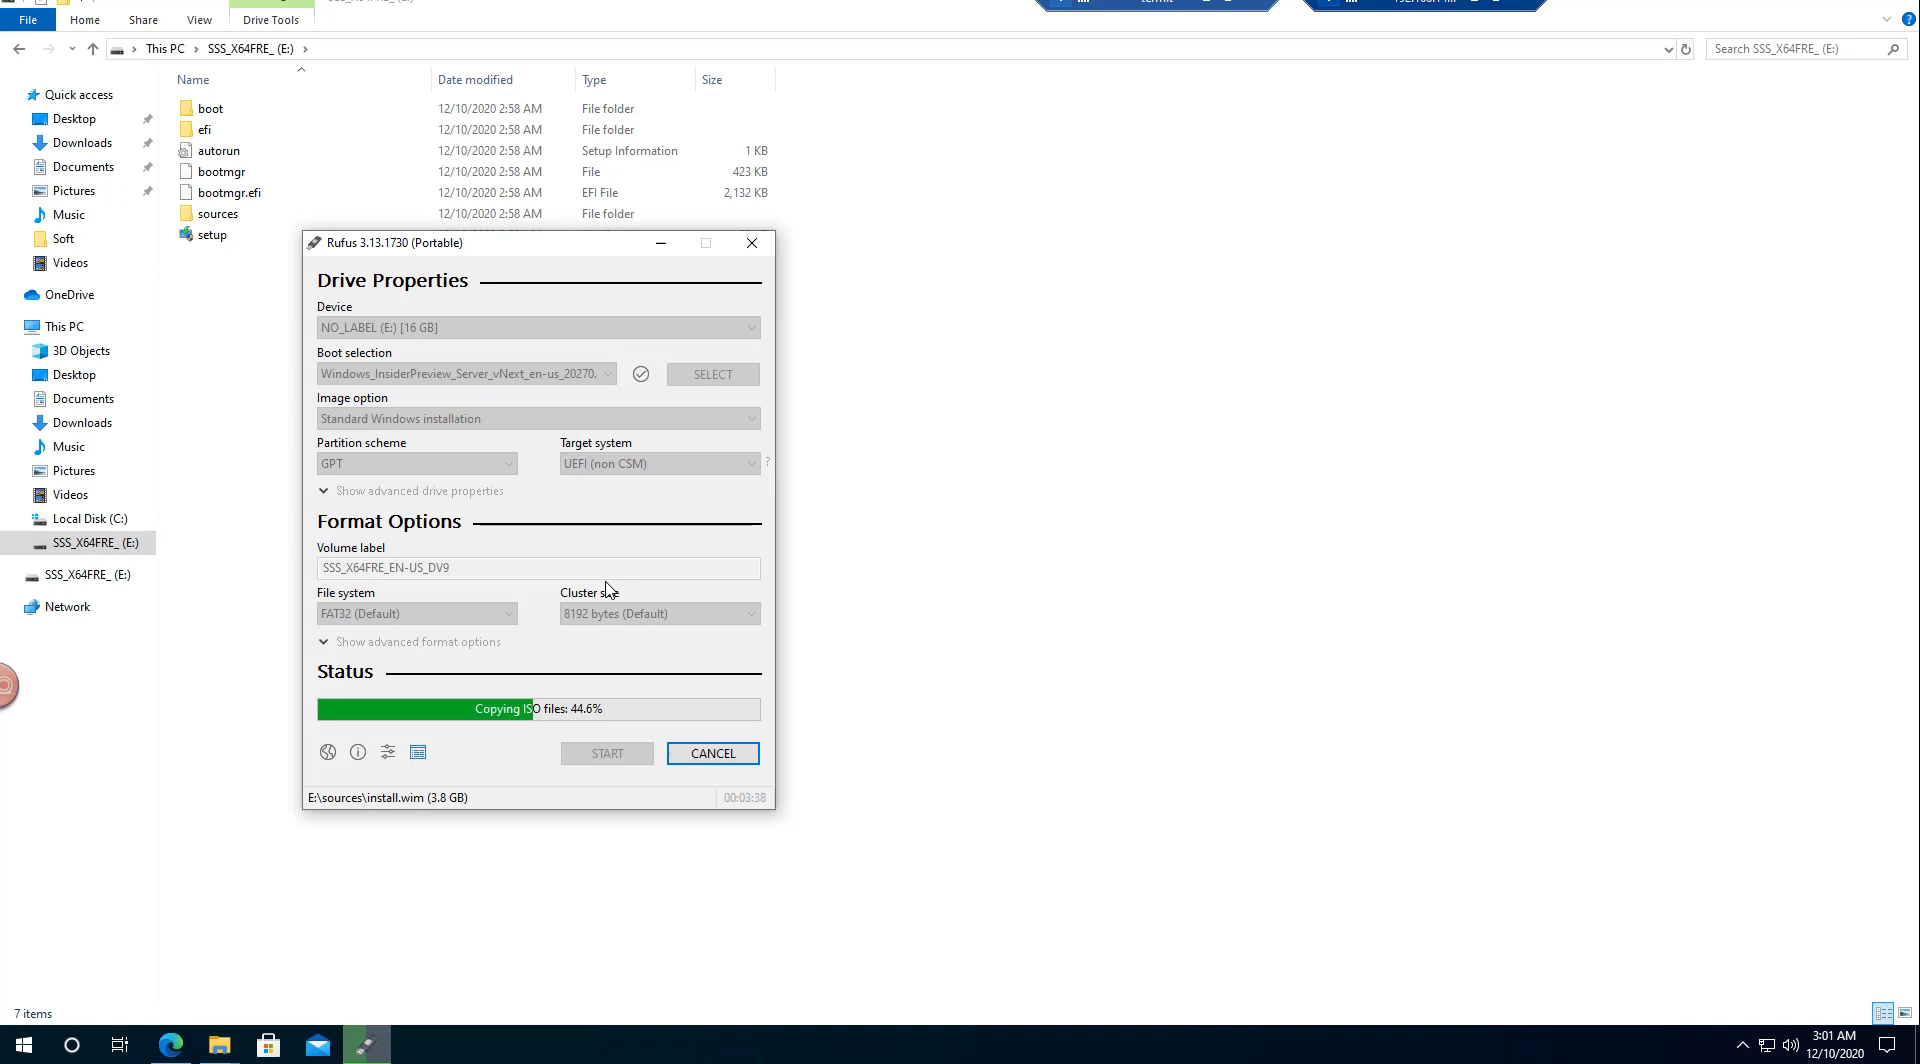 File
Home
Share
View
Drive Tools
This PC
SSS_X64FRE_ (E:)
Search SSS_X64FRE_ (E:)
Name
Date modified
Type
Size
Quick access
Desktop
Downloads
Documents
Pictures
Music
Soft
Videos
OneDrive
This PC
3D Objects
Desktop
Documents
Downloads
Music
Pictures
Videos
Local Disk (C:)
SSS_X64FRE_ (E:)
SSS_X64FRE_ (E:)
Network
boot 12/10/2020 2:58 AM File folder
efi 12/10/2020 2:58 AM File folder
autorun 12/10/2020 2:58 AM Setup Information 1 KB
bootmgr 12/10/2020 2:58 AM File 423 KB
bootmgr.efi 12/10/2020 2:58 AM EFI File 2,132 KB
sources 12/10/2020 2:58 AM File folder
setup
Rufus 3.13.1730 (Portable)
Drive Properties
Device
NO_LABEL (E:) [16 GB]
Boot selection
Windows_InsiderPreview_Server_vNext_en-us_20270.
SELECT
Image option
Standard Windows installation
Partition scheme
Target system
GPT
UEFI (non CSM)
?
Show advanced drive properties
Format Options
Volume label
SSS_X64FRE_EN-US_DV9
File system
Cluster
FAT32 (Default)
8192 bytes (Default)
Show advanced format options
Status
Copying ISO files: 44.6%
START
CANCEL
E:\sources\install.wim (3.8 GB)
00:03:38
7 items
3:01 AM
12/10/2020